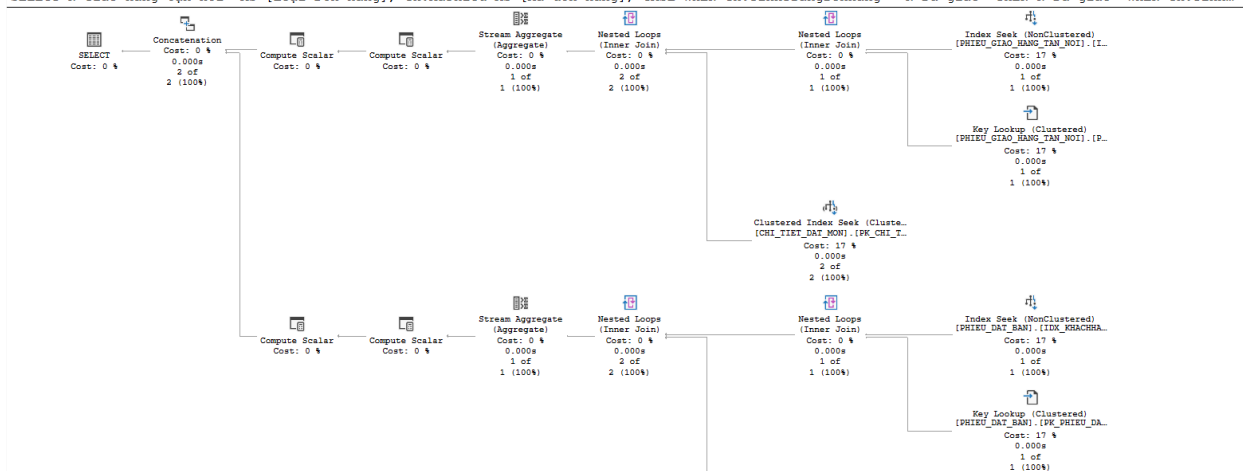 SELECT
Cost: 0 %
Concatenation
Cost: 0 %
0.000s
2 of
2 (100%)
Compute Scalar
Cost: 0 %
Compute Scalar
Cost: 0 %
Stream Aggregate
(Aggregate)
Cost: 0 %
0.000s
1 of
1 (100%)
Nested Loops
(Inner Join)
Cost: 0 %
0.000s
2 of
2 (100%)
Nested Loops
(Inner Join)
Cost: 0 %
0.000s
1 of
1 (100%)
Index Seek (NonClustered)
[PHIEU_GIAO_HANG_TAN_NOI].[I…
Cost: 17 %
0.000s
1 of
1 (100%)
Key Lookup (Clustered)
[PHIEU_GIAO_HANG_TAN_NOI].[P…
Cost: 17 %
0.000s
1 of
1 (100%)
Clustered Index Seek (Cluste…
[CHI_TIET_DAT_MON].[PK_CHI_T…
Cost: 17 %
0.000s
2 of
2 (100%)
Compute Scalar
Cost: 0 %
Compute Scalar
Cost: 0 %
Stream Aggregate
(Aggregate)
Cost: 0 %
0.000s
1 of
1 (100%)
Nested Loops
(Inner Join)
Cost: 0 %
0.000s
2 of
2 (100%)
Nested Loops
(Inner Join)
Cost: 0 %
0.000s
1 of
1 (100%)
Index Seek (NonClustered)
[PHIEU_DAT_BAN].[IDX_KHACHHA…
Cost: 17 %
0.000s
1 of
1 (100%)
Key Lookup (Clustered)
[PHIEU_DAT_BAN].[PK_PHIEU_DA…
Cost: 17 %
0.000s
1 of
1 (100%)